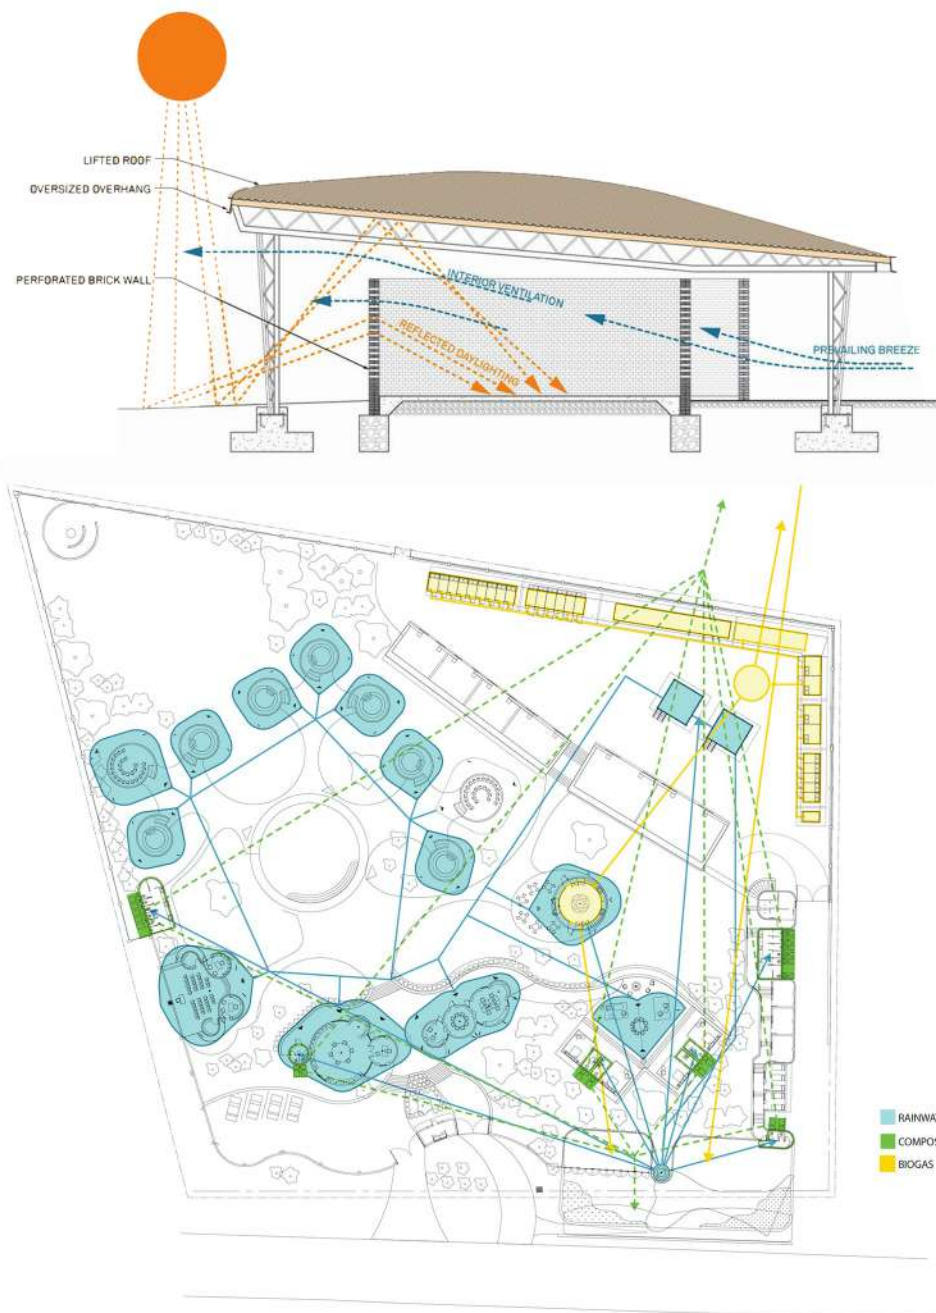 LIFTED ROOF
OVERSIZED OVERHANG
PERFORATED BRICK WALL
INTERIOR VENTILATION
REFLECTED DAYLIGHTING
PREVAILING BREEZE
RAINWA
COMPOS
BIOGAS